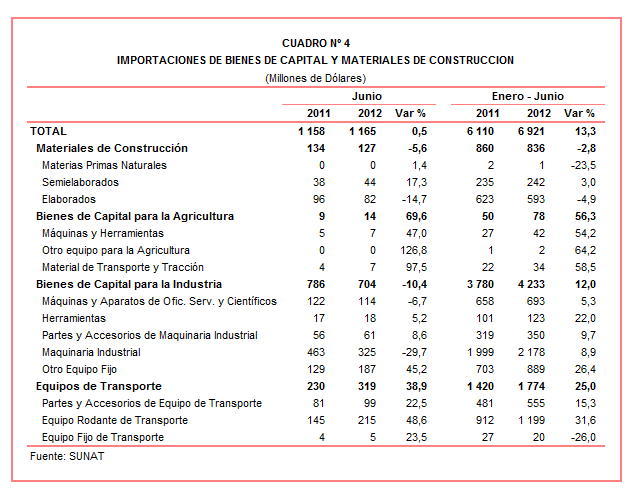 CUADRO Nº 4
IMPORTACIONES DE BIENES DE CAPITAL Y MATERIALES DE CONSTRUCCION
(Millones de Dólares)
Junio Enero - Junio
2011 2012 Var % 2011 2012 Var %
TOTAL 1 158 1 165 0,5 6 110 6 921 13,3
Materiales de Construcción 134 127 -5,6 860 836 -2,8
Materias Primas Naturales 0 0 1,4 2 1 -23,5
Semielaborados 38 44 17,3 235 242 3,0
Elaborados 96 82 -14,7 623 593 -4,9
Bienes de Capital para la Agricultura 9 14 69,6 50 78 56,3
Máquinas y Herramientas 5 7 47,0 27 42 54,2
Otro equipo para la Agricultura 0 0 126,8 1 2 64,2
Material de Transporte y Tracción 4 7 97,5 22 34 58,5
Bienes de Capital para la Industria 786 704 -10,4 3 780 4 233 12,0
Máquinas y Aparatos de Ofic. Serv. y Científicos 122 114 -6,7 658 693 5,3
Herramientas 17 18 5,2 101 123 22,0
Partes y Accesorios de Maquinaria Industrial 56 61 8,6 319 350 9,7
Maquinaria Industrial 463 325 -29,7 1 999 2 178 8,9
Otro Equipo Fijo 129 187 45,2 703 889 26,4
Equipos de Transporte 230 319 38,9 1 420 1 774 25,0
Partes y Accesorios de Equipo de Transporte 81 99 22,5 481 555 15,3
Equipo Rodante de Transporte 145 215 48,6 912 1 199 31,6
Equipo Fijo de Transporte 4 5 23,5 27 20 -26,0
Fuente: SUNAT